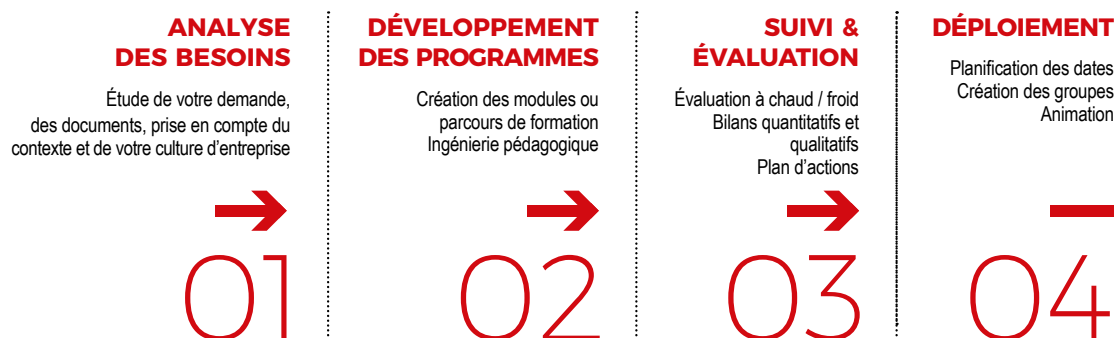 ANALYSE
DES BESOINS
Étude de votre demande,
des documents, prise en compte du
contexte et de votre culture d’entreprise
01
DÉVELOPPEMENT
DES PROGRAMMES
Création des modules ou
parcours de formation
Ingénierie pédagogique
02
SUIVI &
ÉVALUATION
Évaluation à chaud / froid
Bilans quantitatifs et
qualitatifs
Plan d’actions
03
DÉPLOIEMENT
Planification des dates
Création des groupes
Animation
04